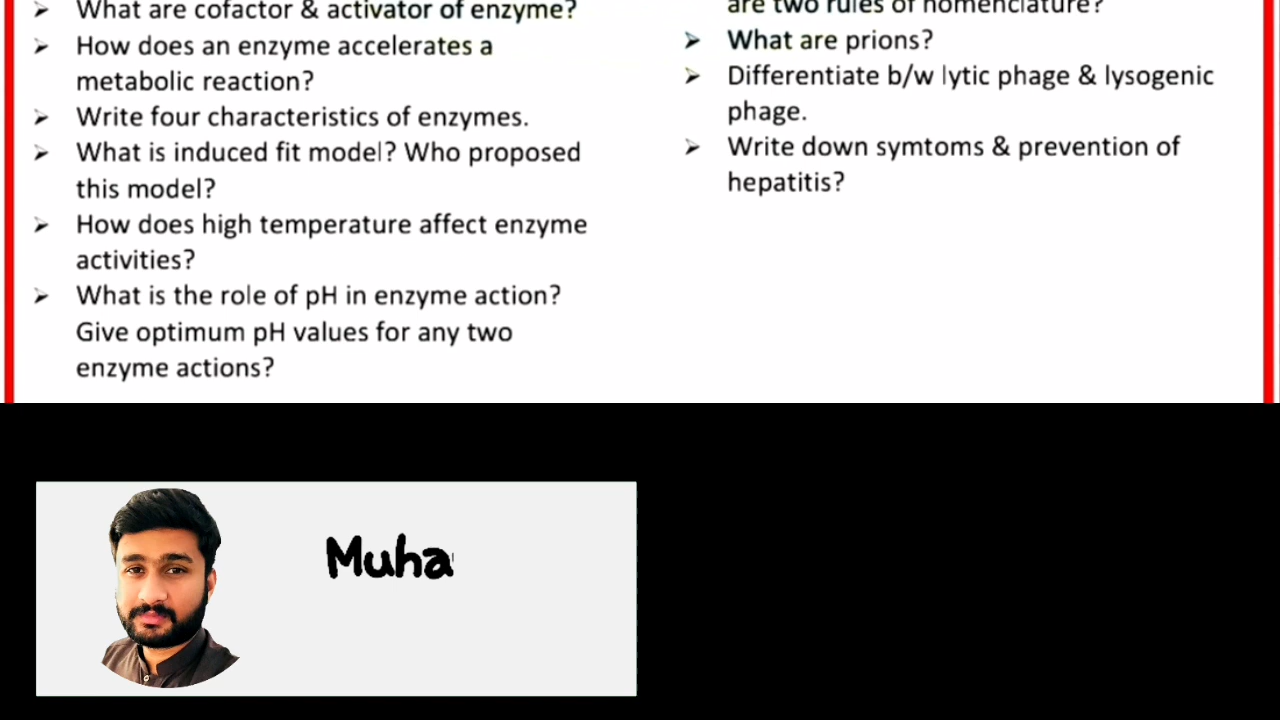 ➤ What are cofactor & activator of enzyme?
➤ How does an enzyme accelerates a
metabolic reaction?
➤ Write four characteristics of enzymes.
➤ What is induced fit model? Who proposed
this model?
➤ How does high temperature affect enzyme
activities?
➤ What is the role of pH in enzyme action?
Give optimum pH values for any two
enzyme actions?
are two rules of nomenclature?
➤ What are prions?
➤ Differentiate b/w lytic phage & lysogenic
phage.
➤ Write down symtoms & prevention of
hepatitis?
Muha